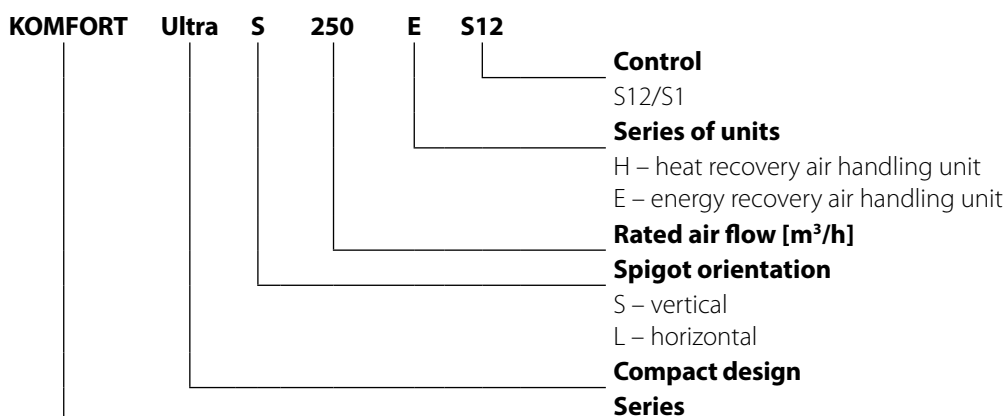 KOMFORT Ultra S 250 E S12
Control
S12/S1
Series of units
H – heat recovery air handling unit
E – energy recovery air handling unit
Rated air flow [m³/h]
Spigot orientation
S – vertical
L – horizontal
Compact design
Series